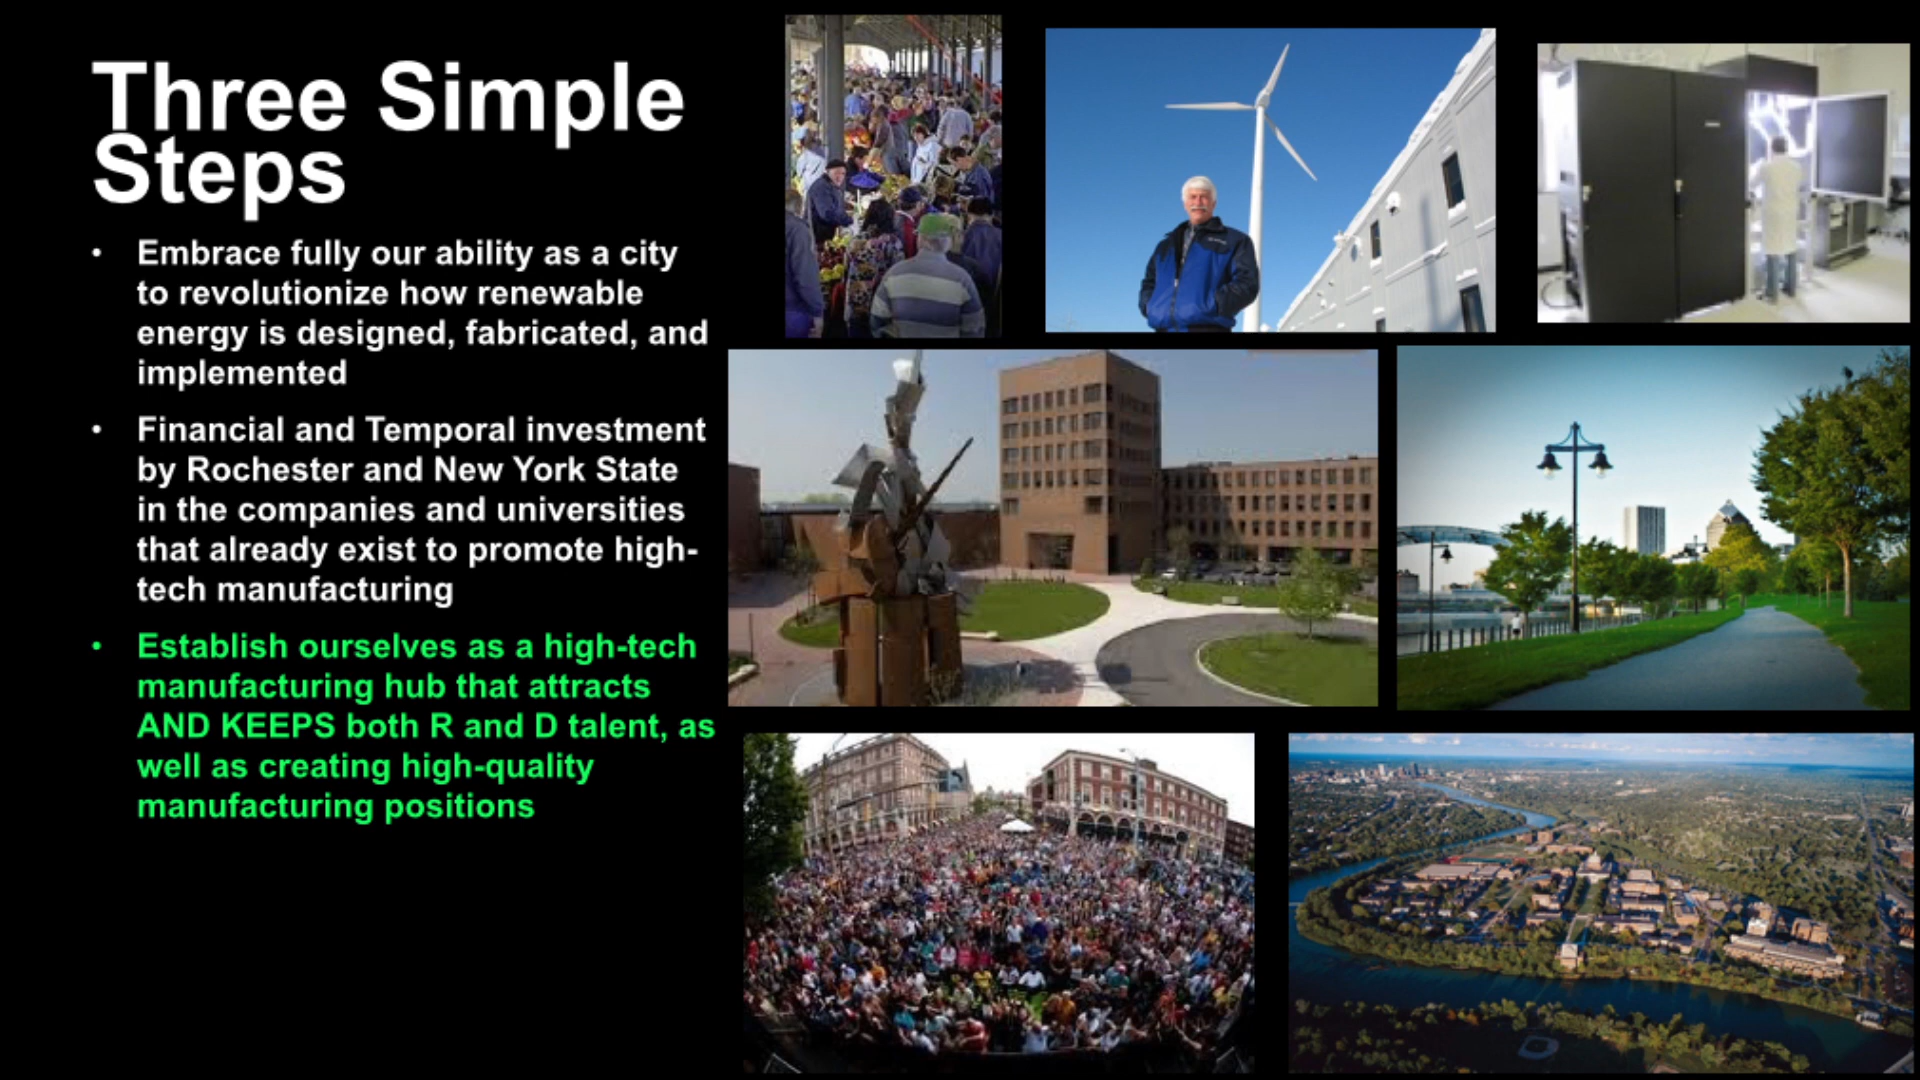 Three Simple
Steps
• Embrace fully our ability as a city
to revolutionize how renewable
energy is designed, fabricated, and
implemented
• Financial and Temporal investment
by Rochester and New York State
in the companies and universities
that already exist to promote high-
tech manufacturing
• Establish ourselves as a high-tech
manufacturing hub that attracts
AND KEEPS both R and D talent, as
well as creating high-quality
manufacturing positions